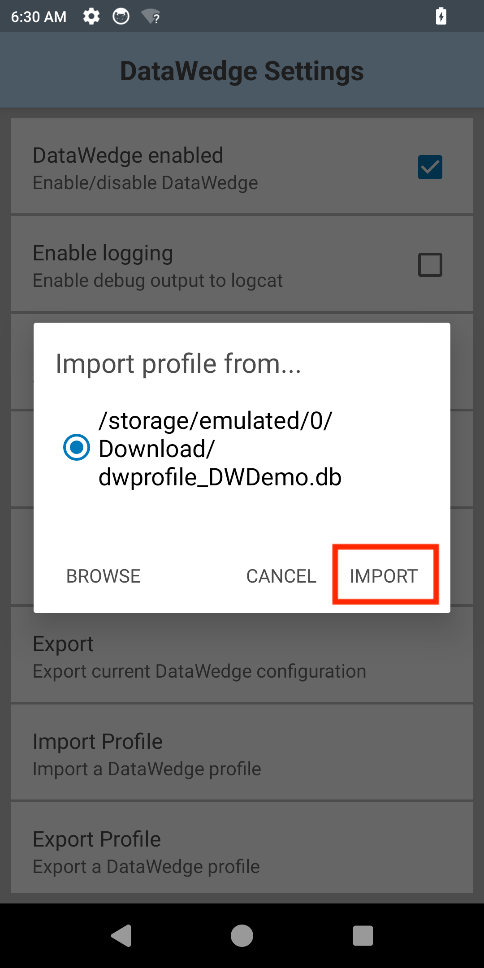 6:30 AM
DataWedge Settings
DataWedge enabled
Enable/disable DataWedge
Enable logging
Enable debug output to logcat
Import profile from...
/storage/emulated/0/
Download/
dwprofile_DWDemo.db
BROWSE CANCEL IMPORT
Export
Export current DataWedge configuration
Import Profile
Import a DataWedge profile
Export Profile
Export a DataWedge profile